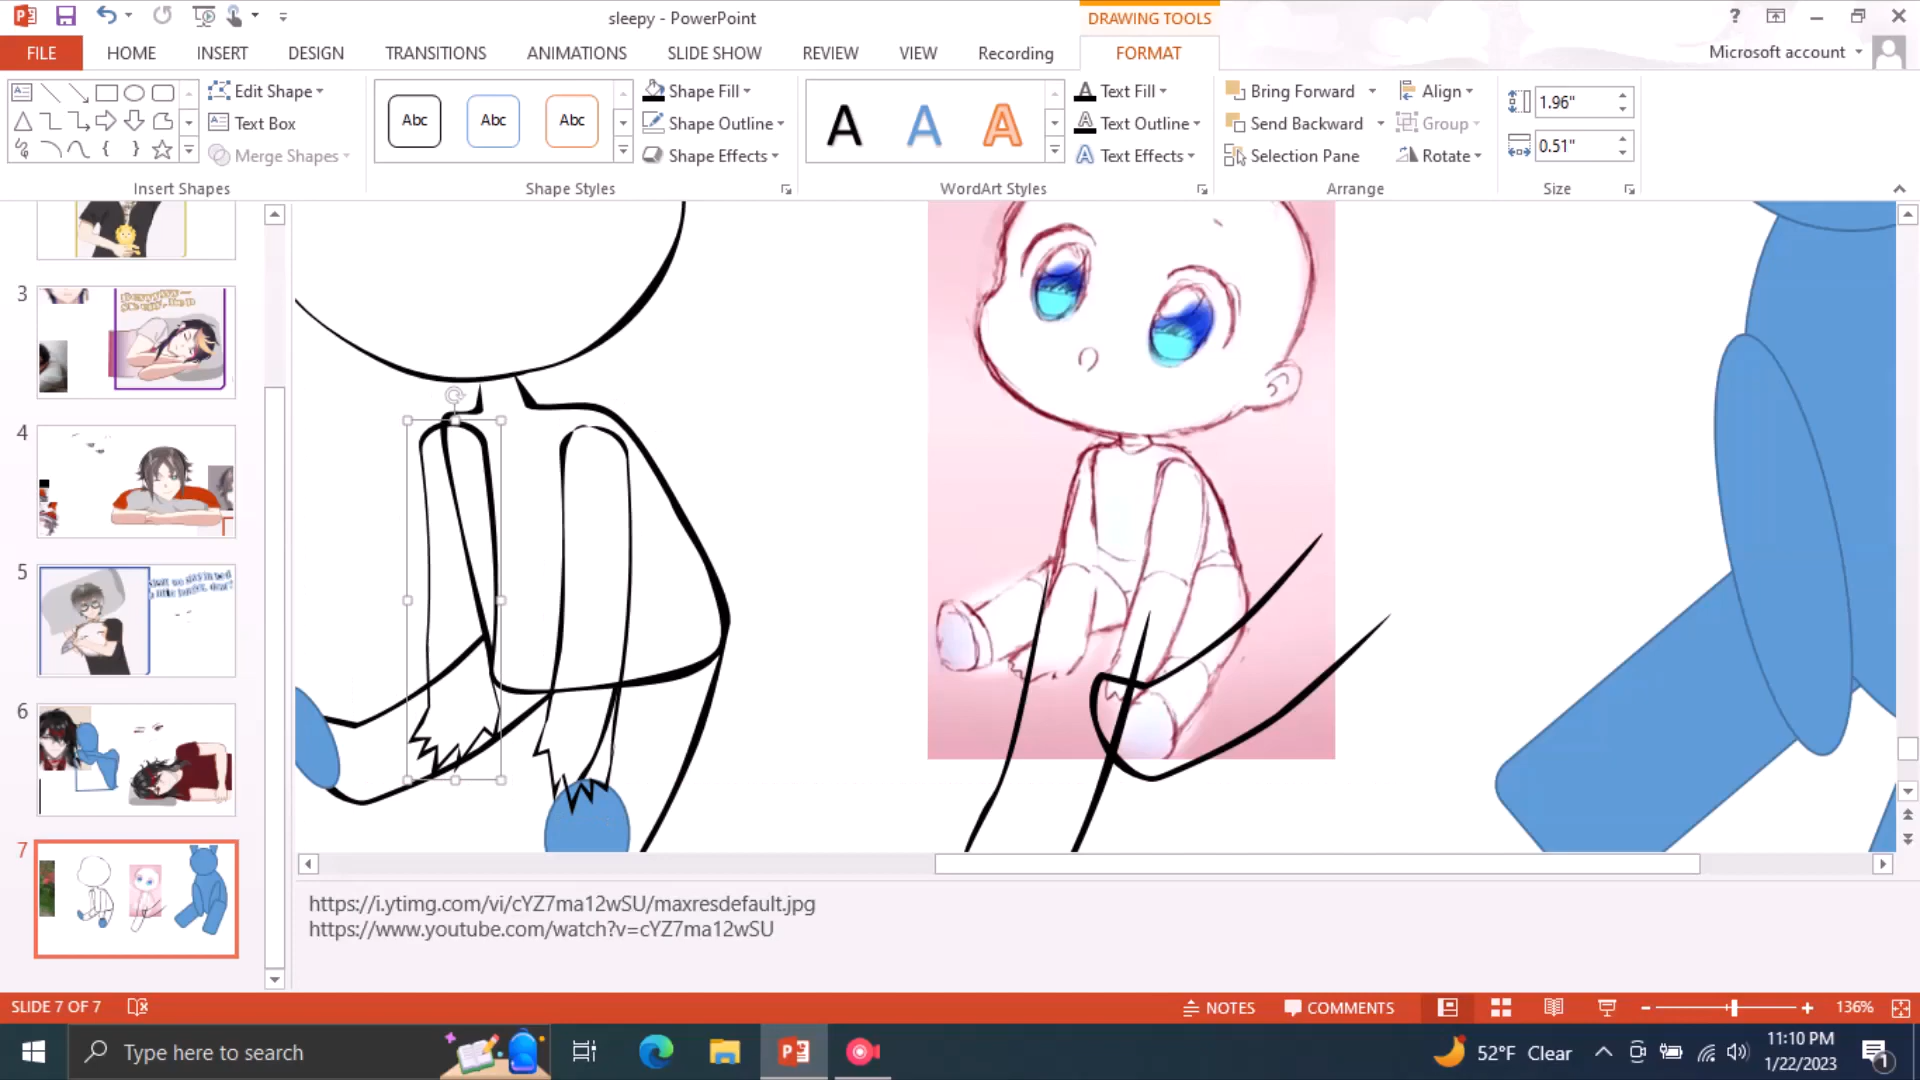 sleepy - PowerPoint
DRAWING TOOLS
?
FILE
HOME
INSERT
DESIGN
TRANSITIONS
ANIMATIONS
SLIDE SHOW
REVIEW
VIEW
Recording
FORMAT
Microsoft account
Edit Shape
Text Box
Merge Shapes
Insert Shapes
Abc
Abc
Abc
Shape Fill
Shape Outline
Shape Effects
Shape Styles
A
A
A
WordArt Styles
Text Fill
Text Outline
Text Effects
Bring Forward
Send Backward
Selection Pane
Align
Group
Rotate
Arrange
1.96"
0.51"
Size
3
4
5
6
7
https://i.ytimg.com/vi/cYZ7ma12wSU/maxresdefault.jpg
https://www.youtube.com/watch?v=cYZ7ma12wSU
SLIDE 7 OF 7
NOTES
COMMENTS
136%
Type here to search
52°F Clear
11:10 PM
1/22/2023
1